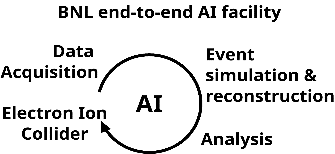 BNL end-to-end AI facility
Data
Acquisition
Event
simulation &
reconstruction
AI
Electron Ion
Collider
Analysis